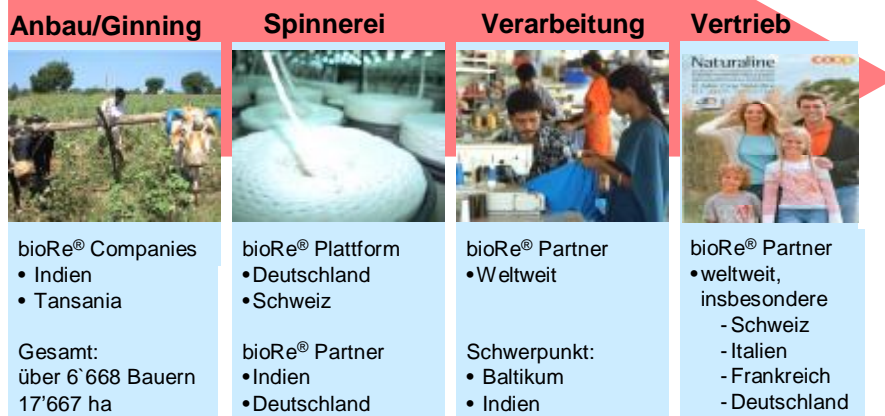 Anbau/Ginning
Spinnerei
Verarbeitung
Vertrieb
Naturaline
coop
bioRe® Companies
• Indien
• Tansania
Gesamt:
über 6`668 Bauern
17'667 ha
bioRe® Plattform
•Deutschland
•Schweiz
bioRe® Partner
•Indien
•Deutschland
bioRe® Partner
•Weltweit
Schwerpunkt:
• Baltikum
• Indien
bioRe® Partner
•weltweit,
insbesondere
- Schweiz
- Italien
- Frankreich
- Deutschland